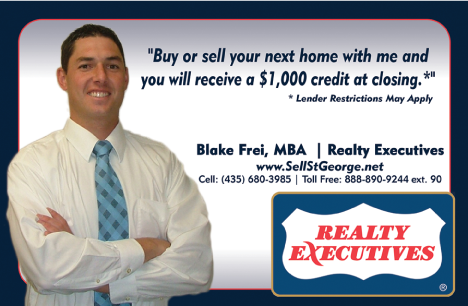 "Buy or sell your next home with me and
you will receive a $1,000 credit at closing.*"
* Lender Restrictions May Apply
Blake Frei, MBA | Realty Executives
www.SellStGeorge.net
Cell: (435) 680-3985 | Toll Free: 888-890-9244 ext. 90
REALTY
EXECUTIVES
®